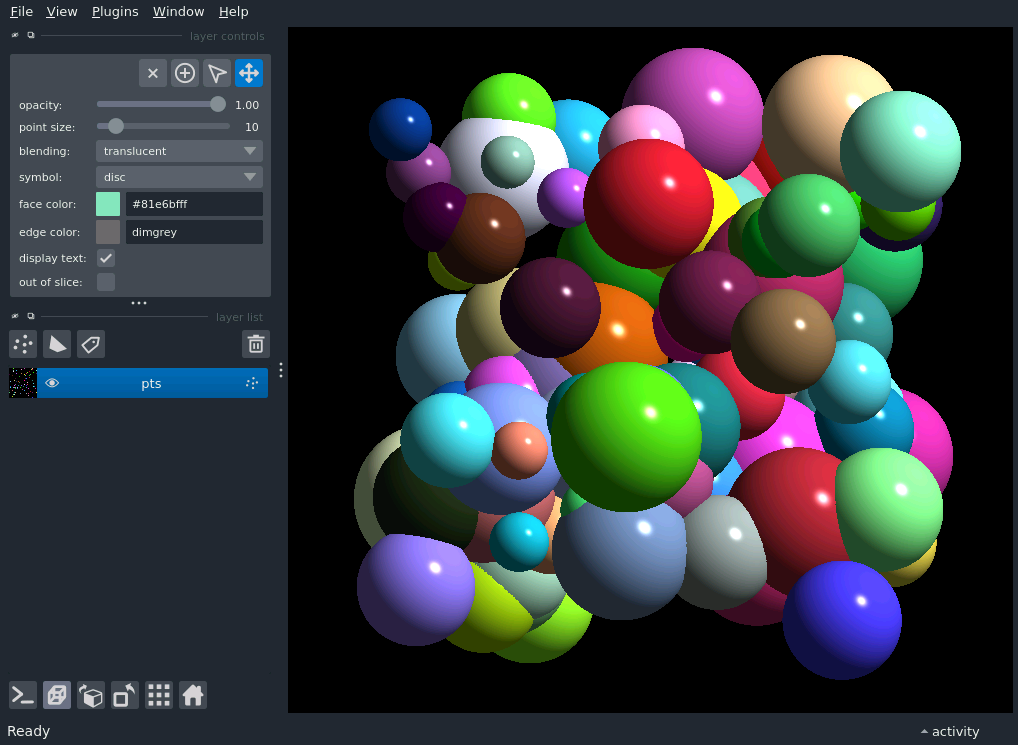 File View Plugins Window Help
layer controls
opacity: 1.00
point size: 10
blending: translucent
symbol: disc
face color: #81e6bfff
edge color: dimgrey
display text:
out of slice:
layer list
pts
Ready activity